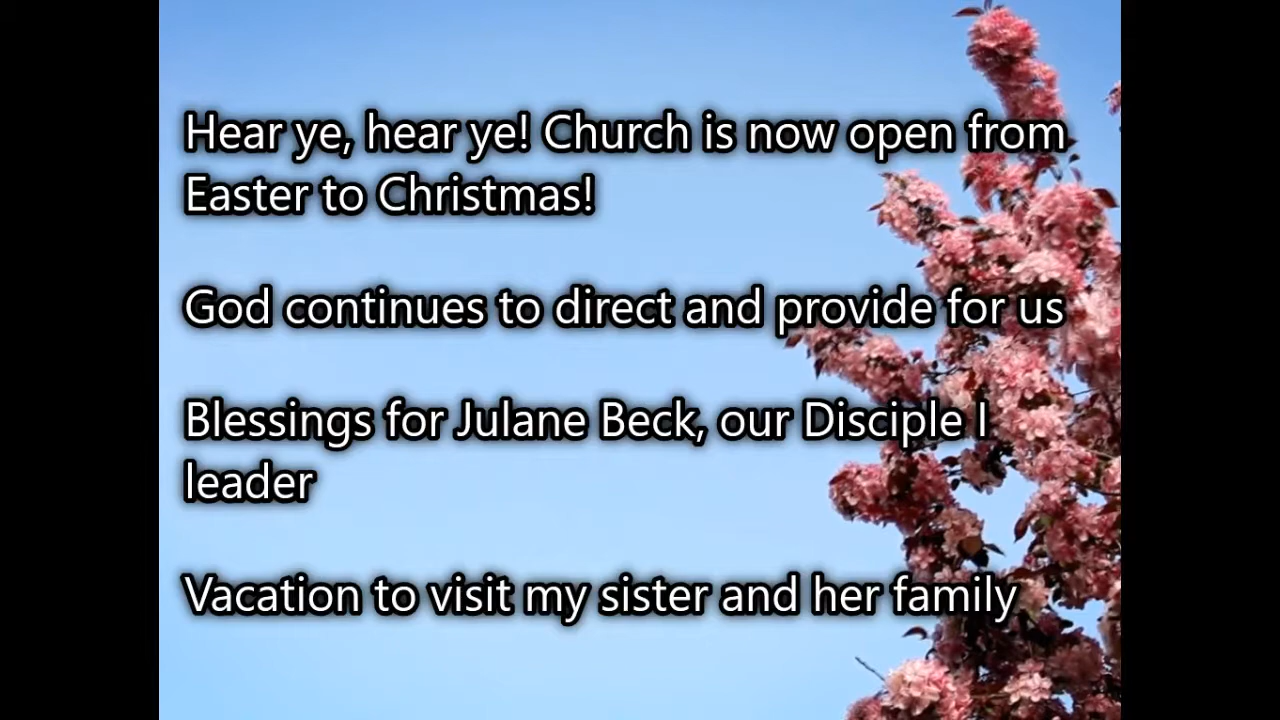 Hear ye, hear ye! Church is now open from
Easter to Christmas!
God continues to direct and provide for us
Blessings for Julane Beck, our Disciple I
leader
Vacation to visit my sister and her family